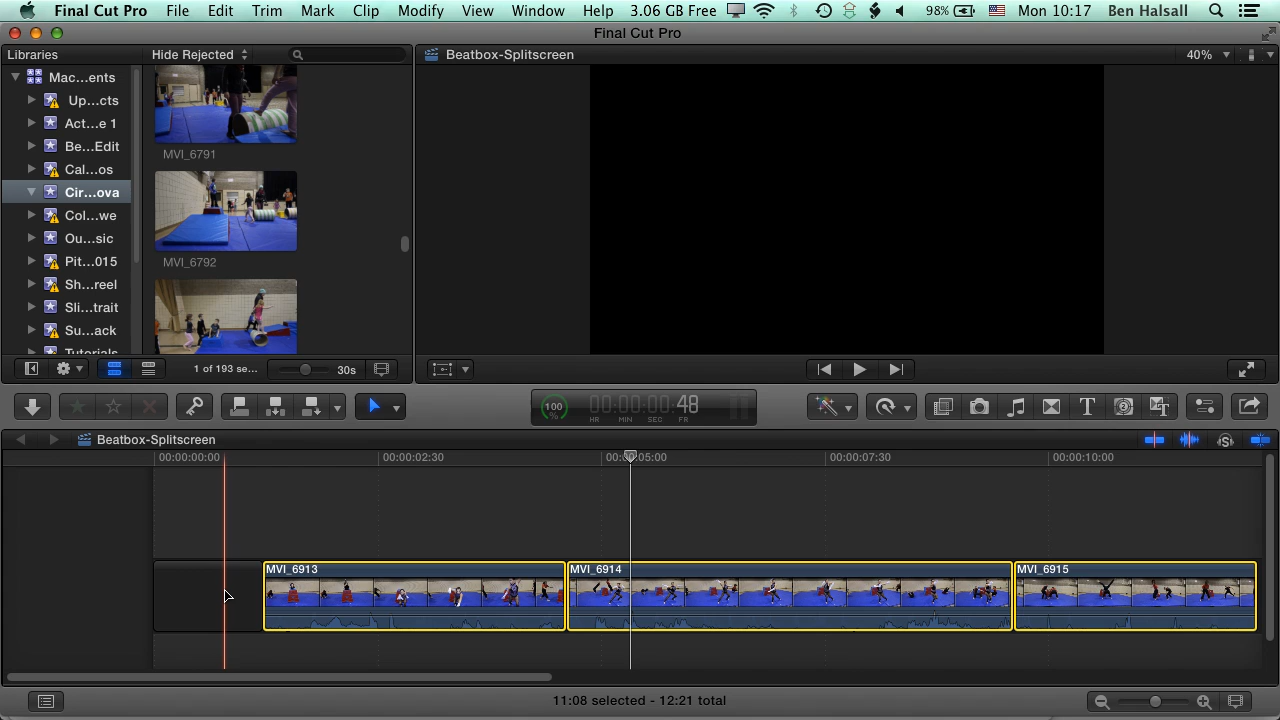 Final Cut Pro File Edit Trim Mark Clip Modify View Window Help 3.06 GB Free 98% Mon 10:17 Ben Halsall
Final Cut Pro
Libraries Hide Rejected Beatbox-Splitscreen 40%
Mac...ents
Up...cts
Act...e 1
Be...Edit
Cal...os
Cir...ova
Col...we
Ou...sic
Pit...015
Sh...reel
Sli...trait
Su...ack
Tutorials
MVI_6791
MVI_6792
1 of 193 se... 30s
100 % 00:00:00:48
HR MIN SEC FR
Beatbox-Splitscreen
00:00:00:00 00:00:02:30 00:00:05:00 00:00:07:30 00:00:10:00
MVI_6913 MVI_6914 MVI_6915
11:08 selected - 12:21 total